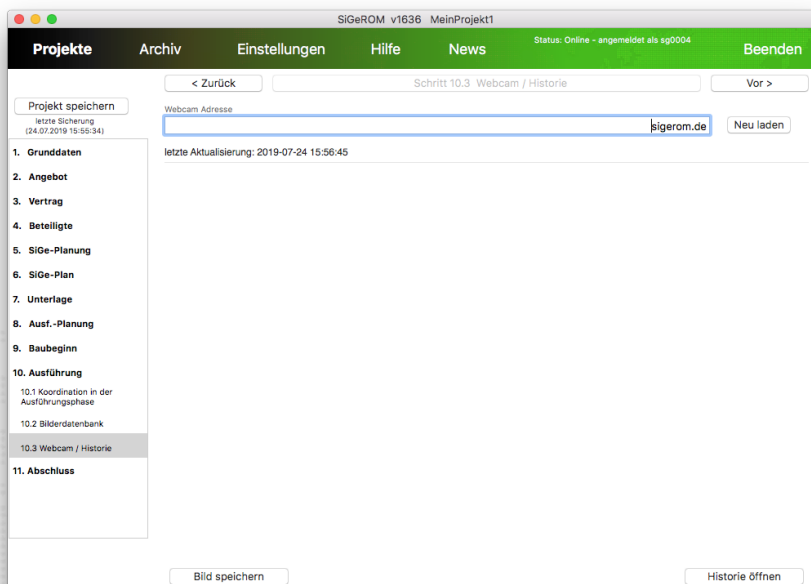 SiGeROM v1636 MeinProjekt1
Projekte Archiv Einstellungen Hilfe News Status: Online – angemeldet als sg0004 Beenden
< Zurück Schritt 10.3 Webcam / Historie Vor >
Projekt speichern
letzte Sicherung
(24.07.2019 15:55:34)
Webcam Adresse
sigerom.de Neu laden
letzte Aktualisierung: 2019-07-24 15:56:45
1. Grunddaten
2. Angebot
3. Vertrag
4. Beteiligte
5. SiGe-Planung
6. SiGe-Plan
7. Unterlage
8. Ausf.-Planung
9. Baubeginn
10. Ausführung
10.1 Koordination in der
Ausführungsphase
10.2 Bilderdatenbank
10.3 Webcam / Historie
11. Abschluss
Bild speichern Historie öffnen